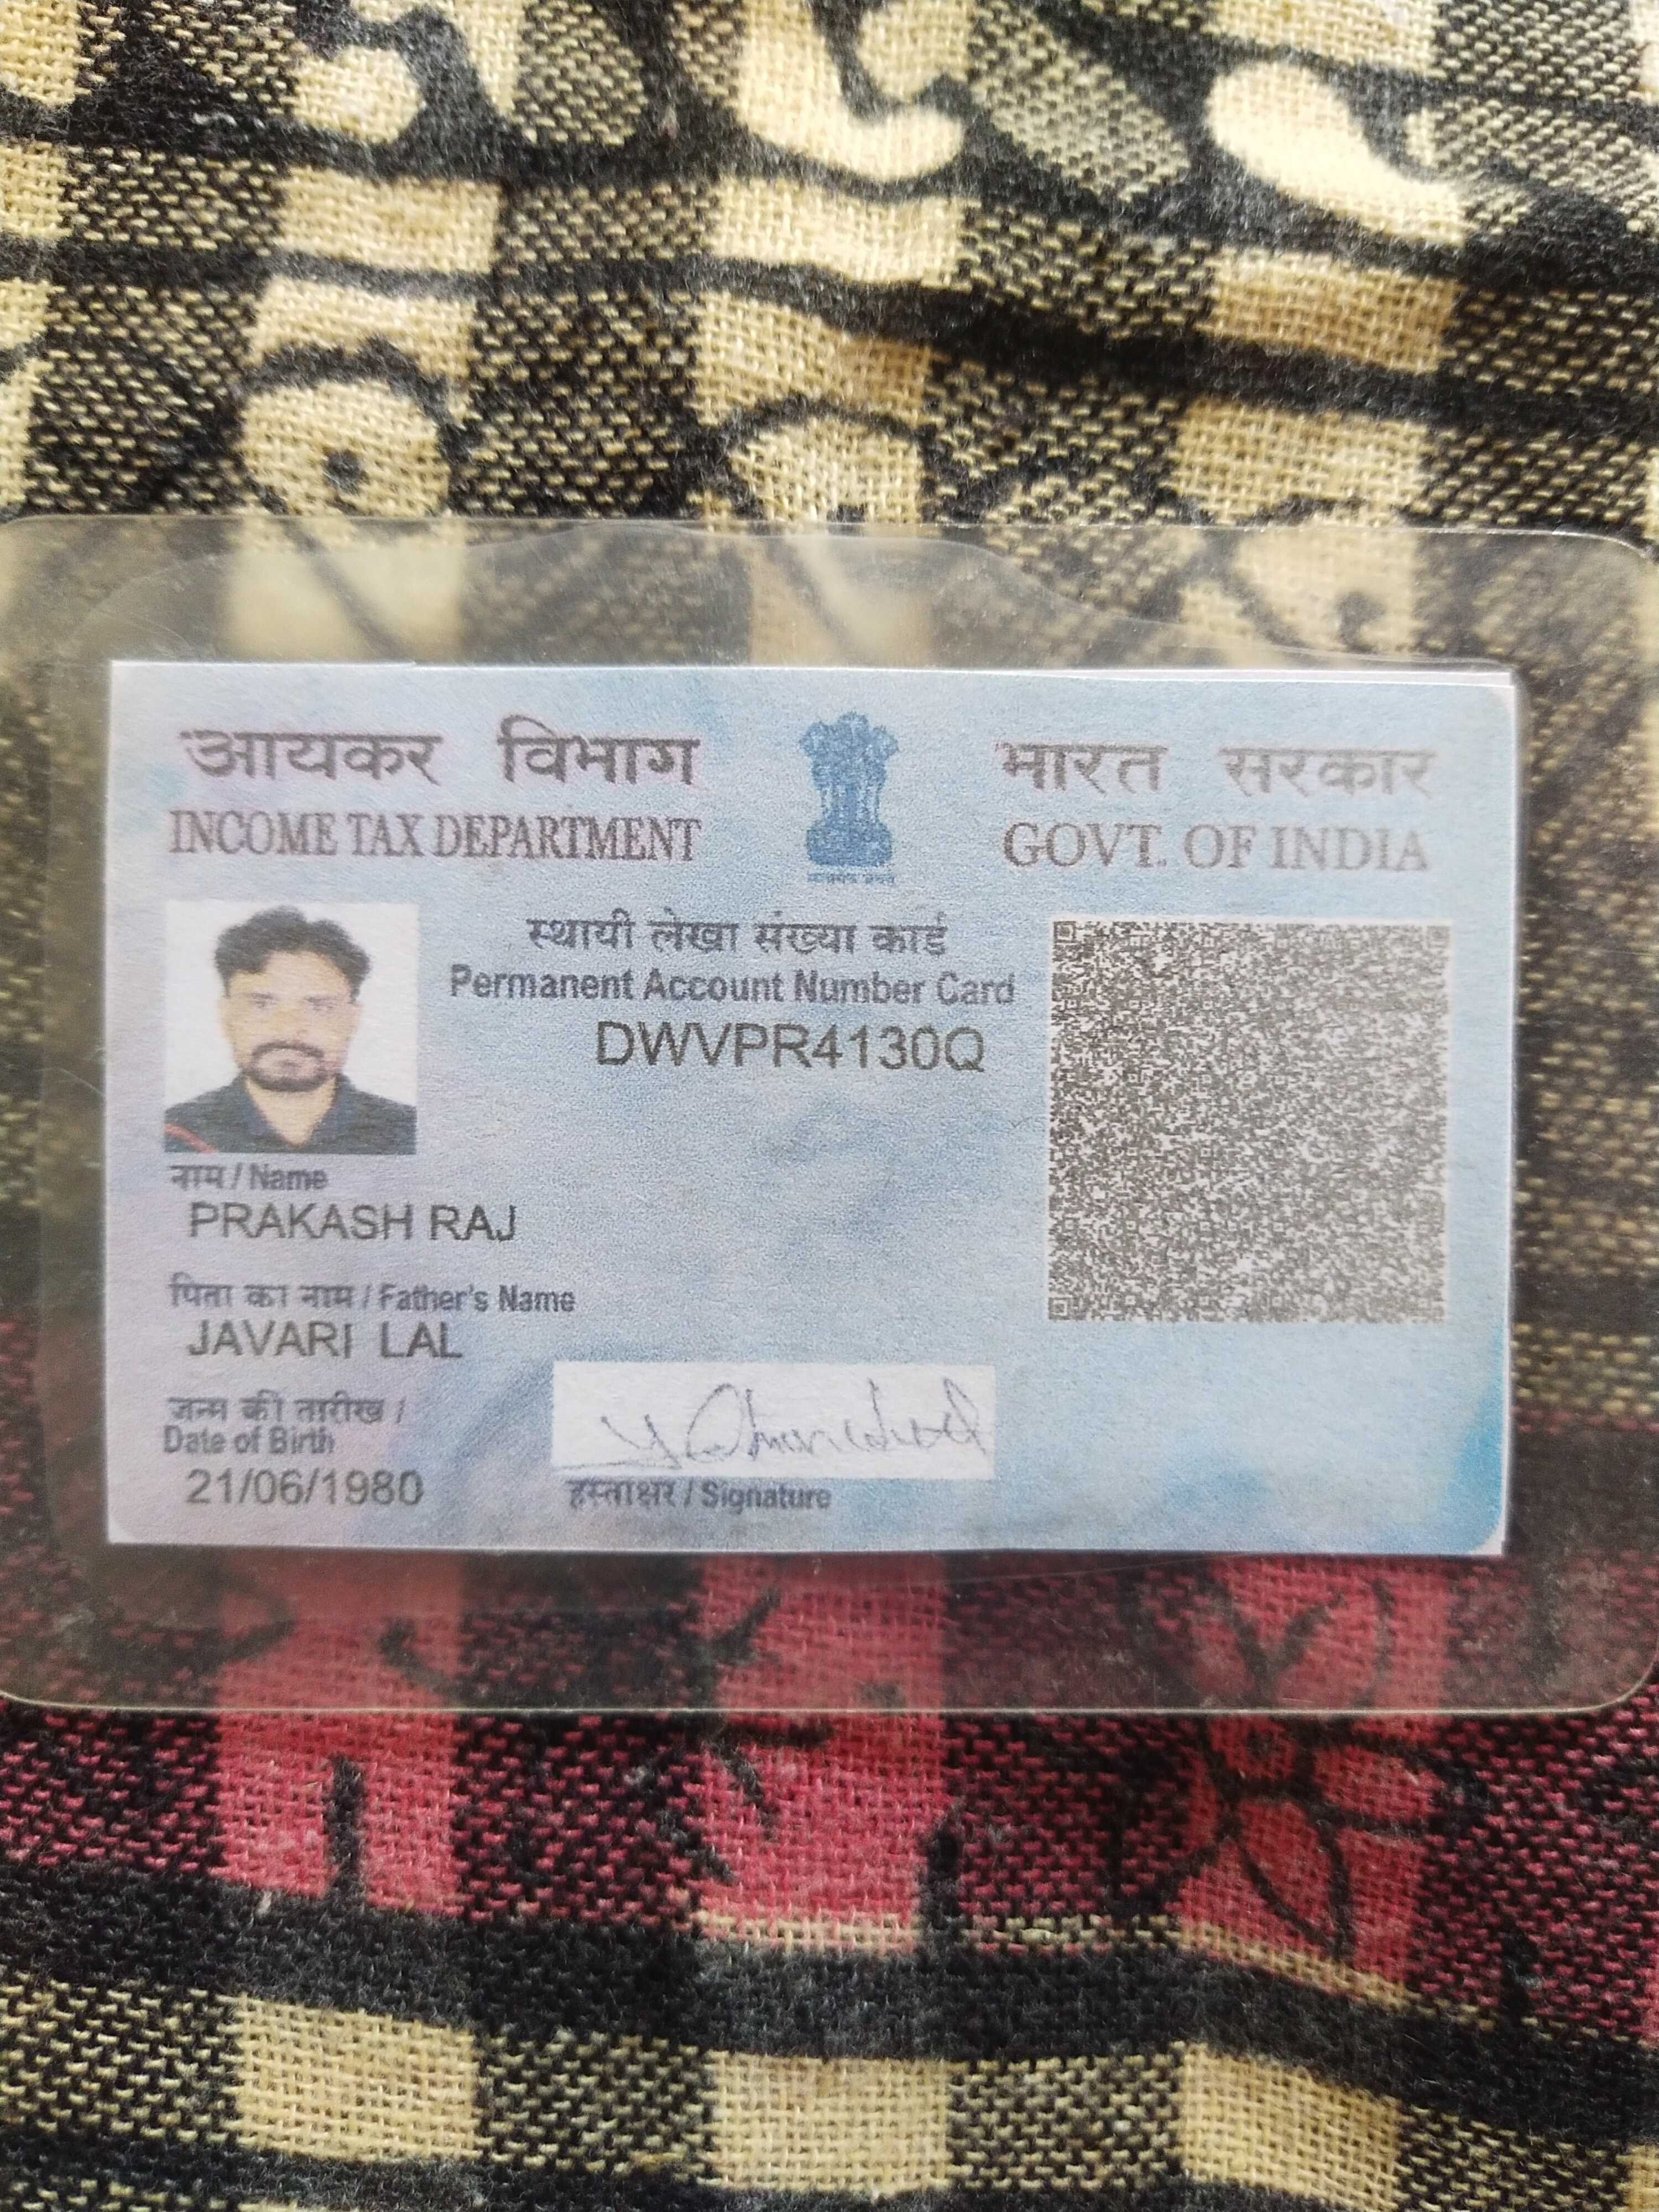 आयकर विभाग
INCOME TAX DEPARTMENT
भारत सरकार
GOVT. OF INDIA
स्थायी लेखा संख्या कार्ड
Permanent Account Number Card
DWVPR4130Q
नाम / Name
PRAKASH RAJ
पिता का नाम / Father's Name
JAVARI LAL
जन्म की तारीख /
Date of Birth
21/06/1980
हस्ताक्षर / Signature